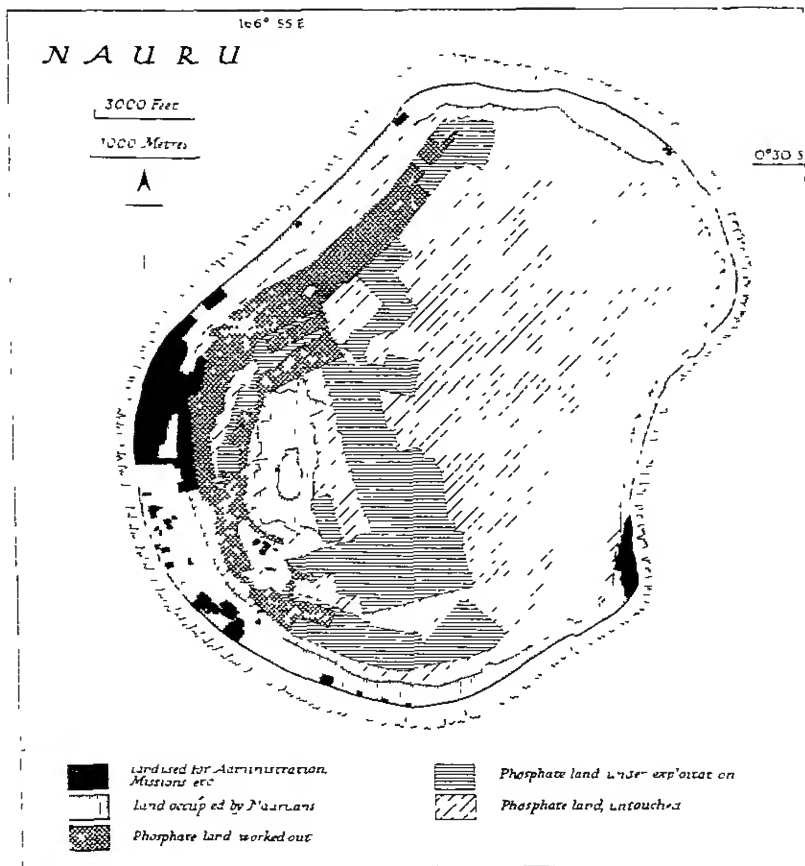 166° 55 E
NAURU
3000 Feet
1000 Metres
0°30 S
Land used for Administration,
Missions etc
Land occupied by Nauruans
Phosphate land worked out
Phosphate land under exploitation
Phosphate land, untouched